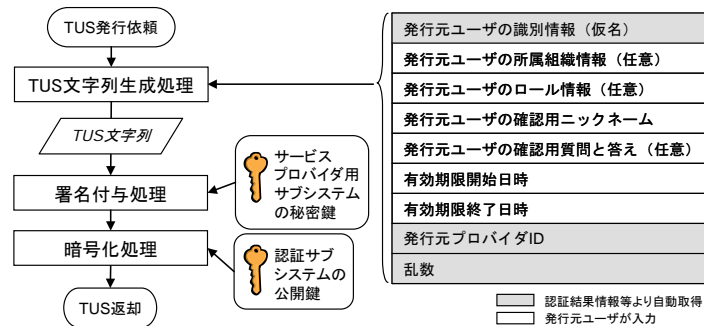 TUS発行依頼
TUS文字列生成処理
TUS文字列
署名付与処理
暗号化処理
TUS返却
サービス
プロバイダ用
サブシステム
の秘密鍵
認証サブ
システムの
公開鍵
発行元ユーザの識別情報（仮名）
発行元ユーザの所属組織情報（任意）
発行元ユーザのロール情報（任意）
発行元ユーザの確認用ニックネーム
発行元ユーザの確認用質問と答え（任意）
有効期限開始日時
有効期限終了日時
発行元プロバイダID
乱数
認証結果情報等より自動取得
発行元ユーザが入力